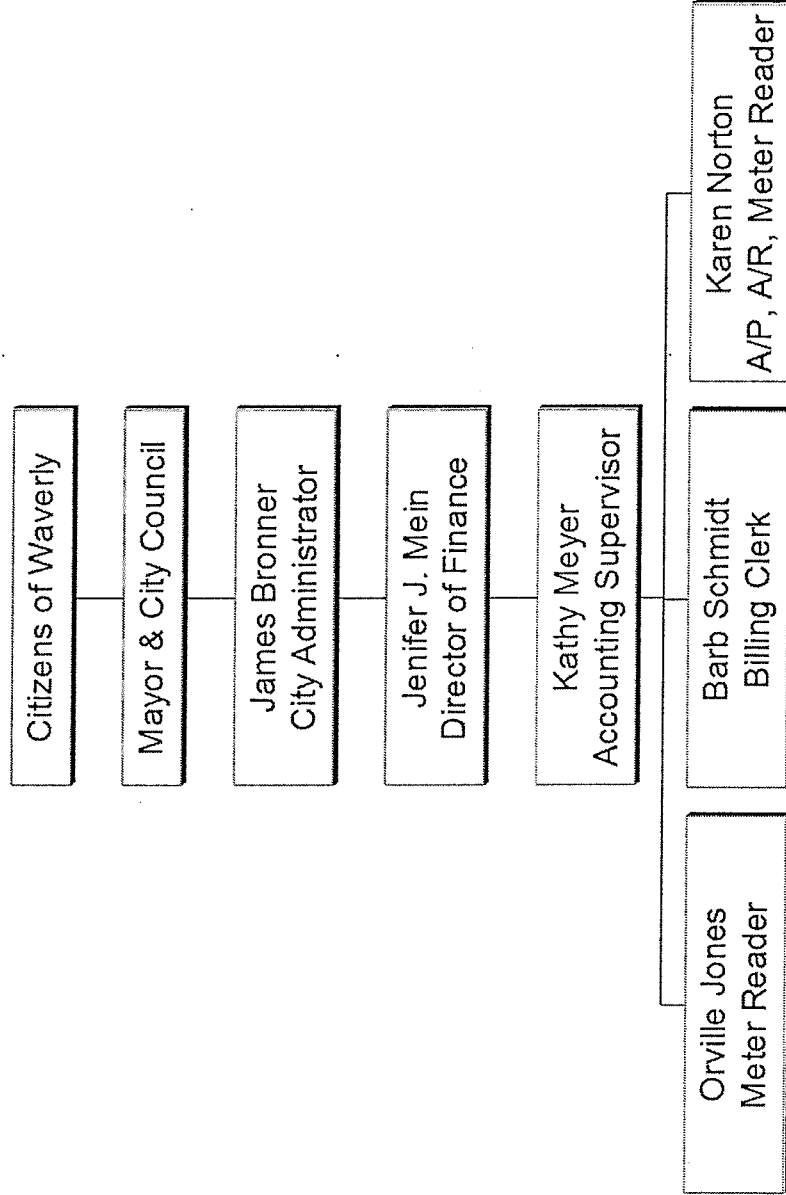 Citizens of Waverly
Mayor & City Council
James Bronner
City Administrator
Jenifer J. Mein
Director of Finance
Kathy Meyer
Accounting Supervisor
Orville Jones
Meter Reader
Barb Schmidt
Billing Clerk
Karen Norton
A/P, A/R, Meter Reader